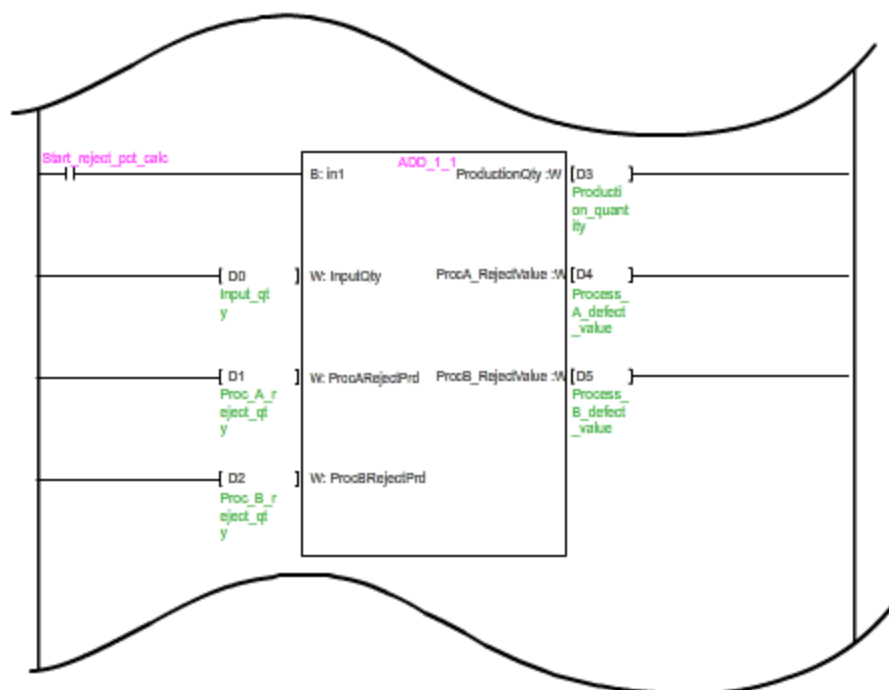 Start_reject_pct_calc
ADD_1_1
B: in1
ProductionQty :W
[D3 ]
Producti
on_quant
ity
[ D0 ]
Input_qt
y
W: InputQty
ProcA_RejectValue :W
[D4 ]
Process_
A_defect
_value
[ D1 ]
Proc_A_r
eject_qt
y
W: ProcARejectPrd
ProcB_RejectValue :W
[D5 ]
Process_
B_defect
_value
[ D2 ]
Proc_B_r
eject_qt
y
W: ProcBRejectPrd